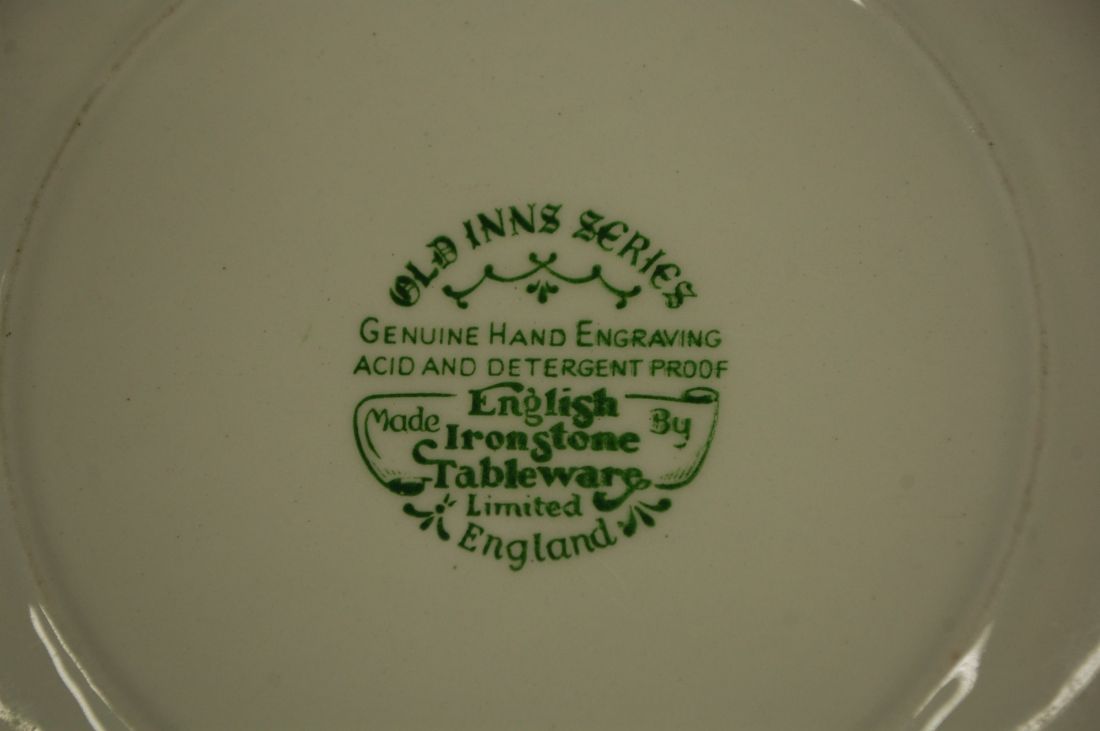 OLD INNS SERIES
GENUINE HAND ENGRAVING
ACID AND DETERGENT PROOF
Made English By
Ironstone
Tableware
Limited
England